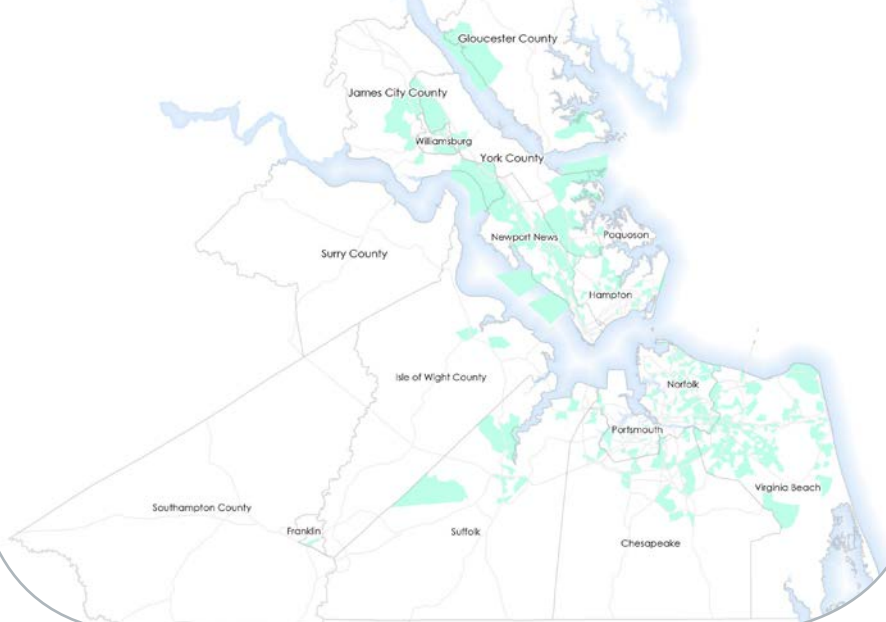 Gloucester County
James City County
Williamsburg
York County
Newport News
Poquoson
Surry County
Hampton
Isle of Wight County
Norfolk
Portsmouth
Virginia Beach
Southampton County
Franklin
Suffolk
Chesapeake